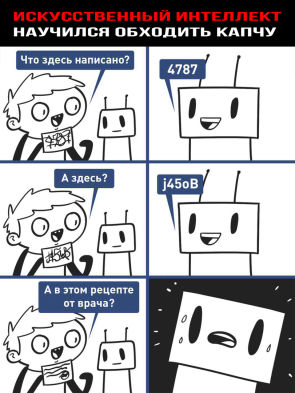 ИСКУССТВЕННЫЙ ИНТЕЛЛЕКТ
НАУЧИЛСЯ ОБХОДИТЬ КАПЧУ
Что здесь написано?
4787
А здесь?
j45oB
А в этом рецепте
от врача?